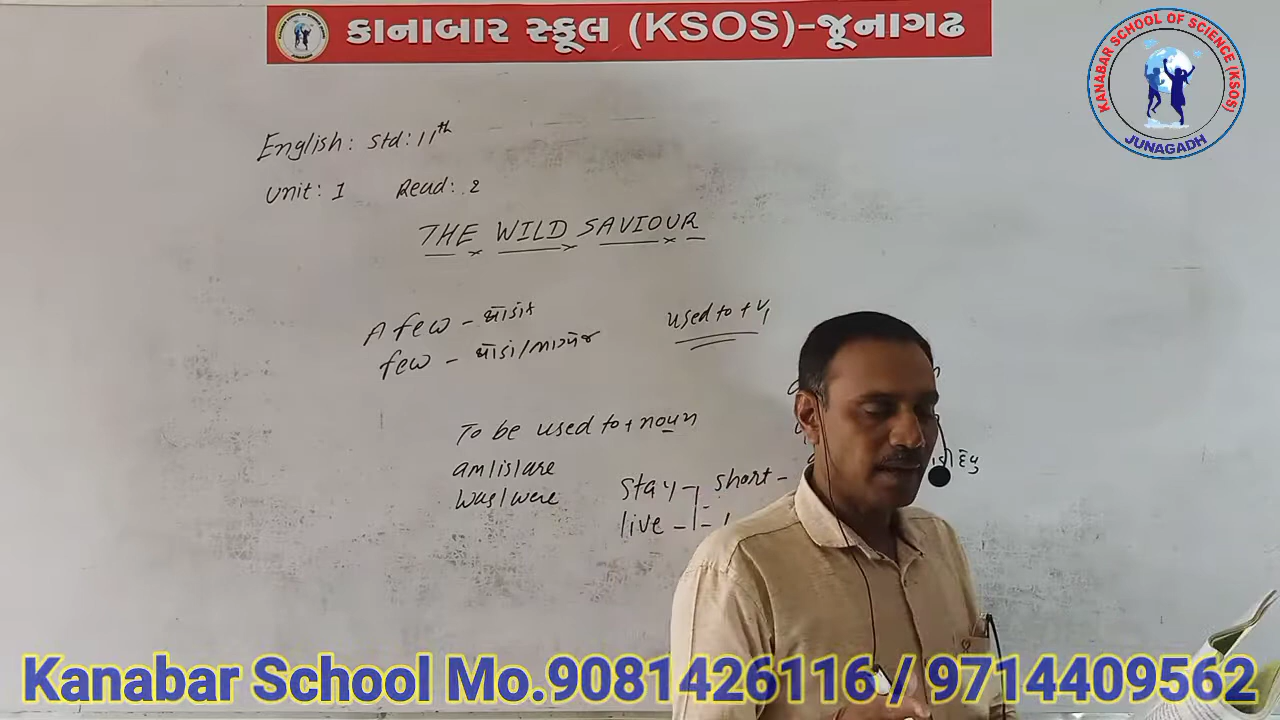 કાનાબાર સ્કૂલ (KSOS)-જૂનાગઢ
KANABAR SCHOOL OF SCIENCE (KSOS)
JUNAGADH
English: Std: 11th
Unit: I Read: 2
THE WILD SAVIOUR
A few - થોડાંક
few - થોડાં/નહિ
used to + V1
To be used to + noun
am/is/are
was/were
stay - short -
live -
Kanabar School Mo.9081426116 / 9714409562